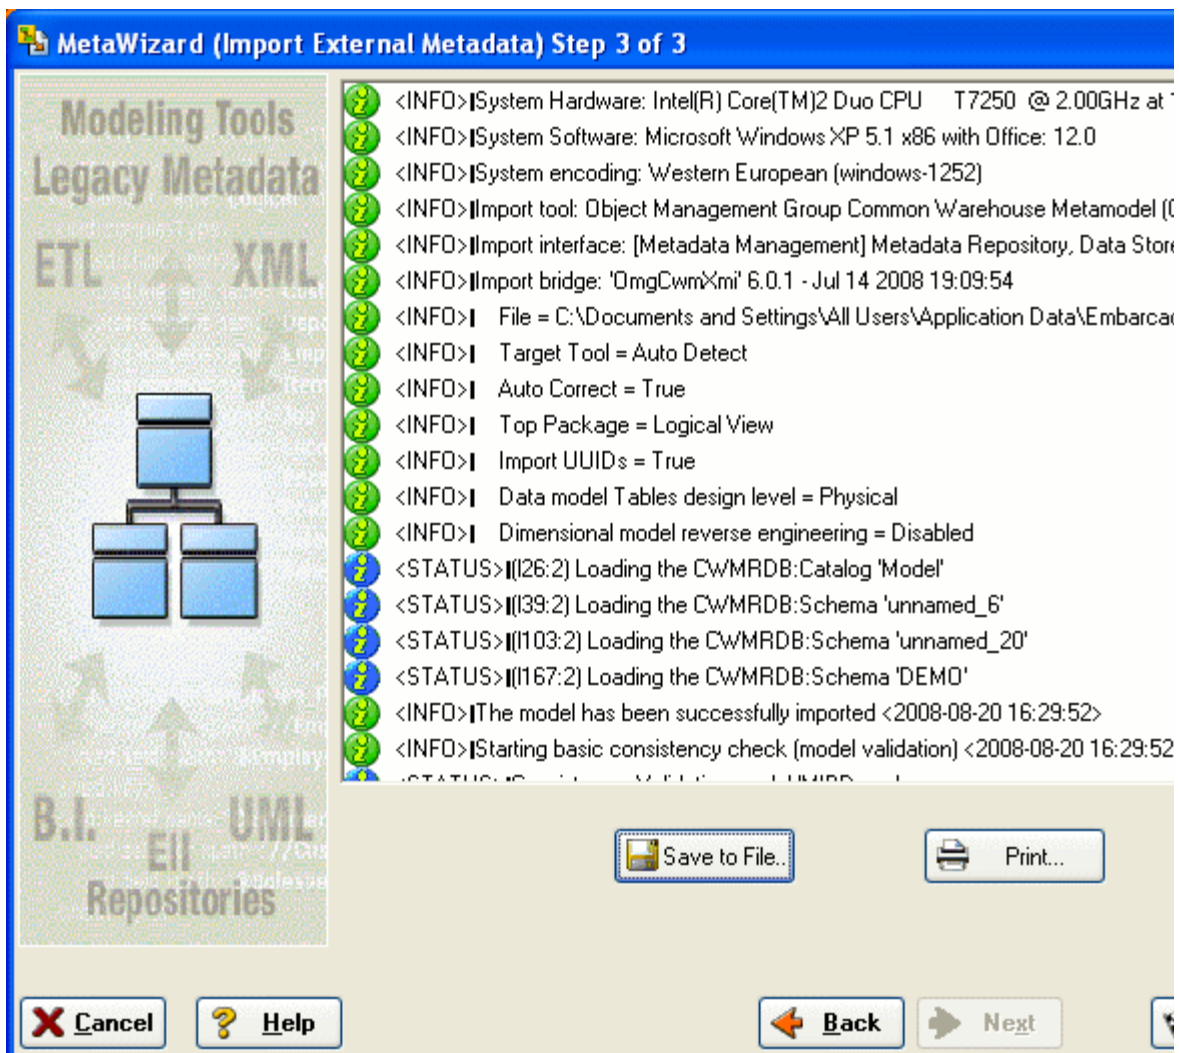 MetaWizard (Import External Metadata) Step 3 of 3
Modeling Tools
Legacy Metadata
ETL XML
B.I. UML
EII
Repositories
<INFO> System Hardware: Intel(R) Core(TM)2 Duo CPU T7250 @ 2.00GHz at
<INFO> System Software: Microsoft Windows XP 5.1 x86 with Office: 12.0
<INFO> System encoding: Western European (windows-1252)
<INFO> Import tool: Object Management Group Common Warehouse Metamodel
<INFO> Import interface: [Metadata Management] Metadata Repository, Data Store
<INFO> Import bridge: 'OmgCwmXmi' 6.0.1 - Jul 14 2008 19:09:54
<INFO> File = C:\Documents and Settings\All Users\Application Data\Embarcad
<INFO> Target Tool = Auto Detect
<INFO> Auto Correct = True
<INFO> Top Package = Logical View
<INFO> Import UUIDs = True
<INFO> Data model Tables design level = Physical
<INFO> Dimensional model reverse engineering = Disabled
<STATUS> (l26:2) Loading the CWMRDB:Catalog 'Model'
<STATUS> (l39:2) Loading the CWMRDB:Schema 'unnamed_6'
<STATUS> (l103:2) Loading the CWMRDB:Schema 'unnamed_20'
<STATUS> (l167:2) Loading the CWMRDB:Schema 'DEMO'
<INFO> The model has been successfully imported <2008-08-20 16:29:52>
<INFO> Starting basic consistency check (model validation) <2008-08-20 16:29:52
Save to File..
Print...
Cancel
Help
Back
Next